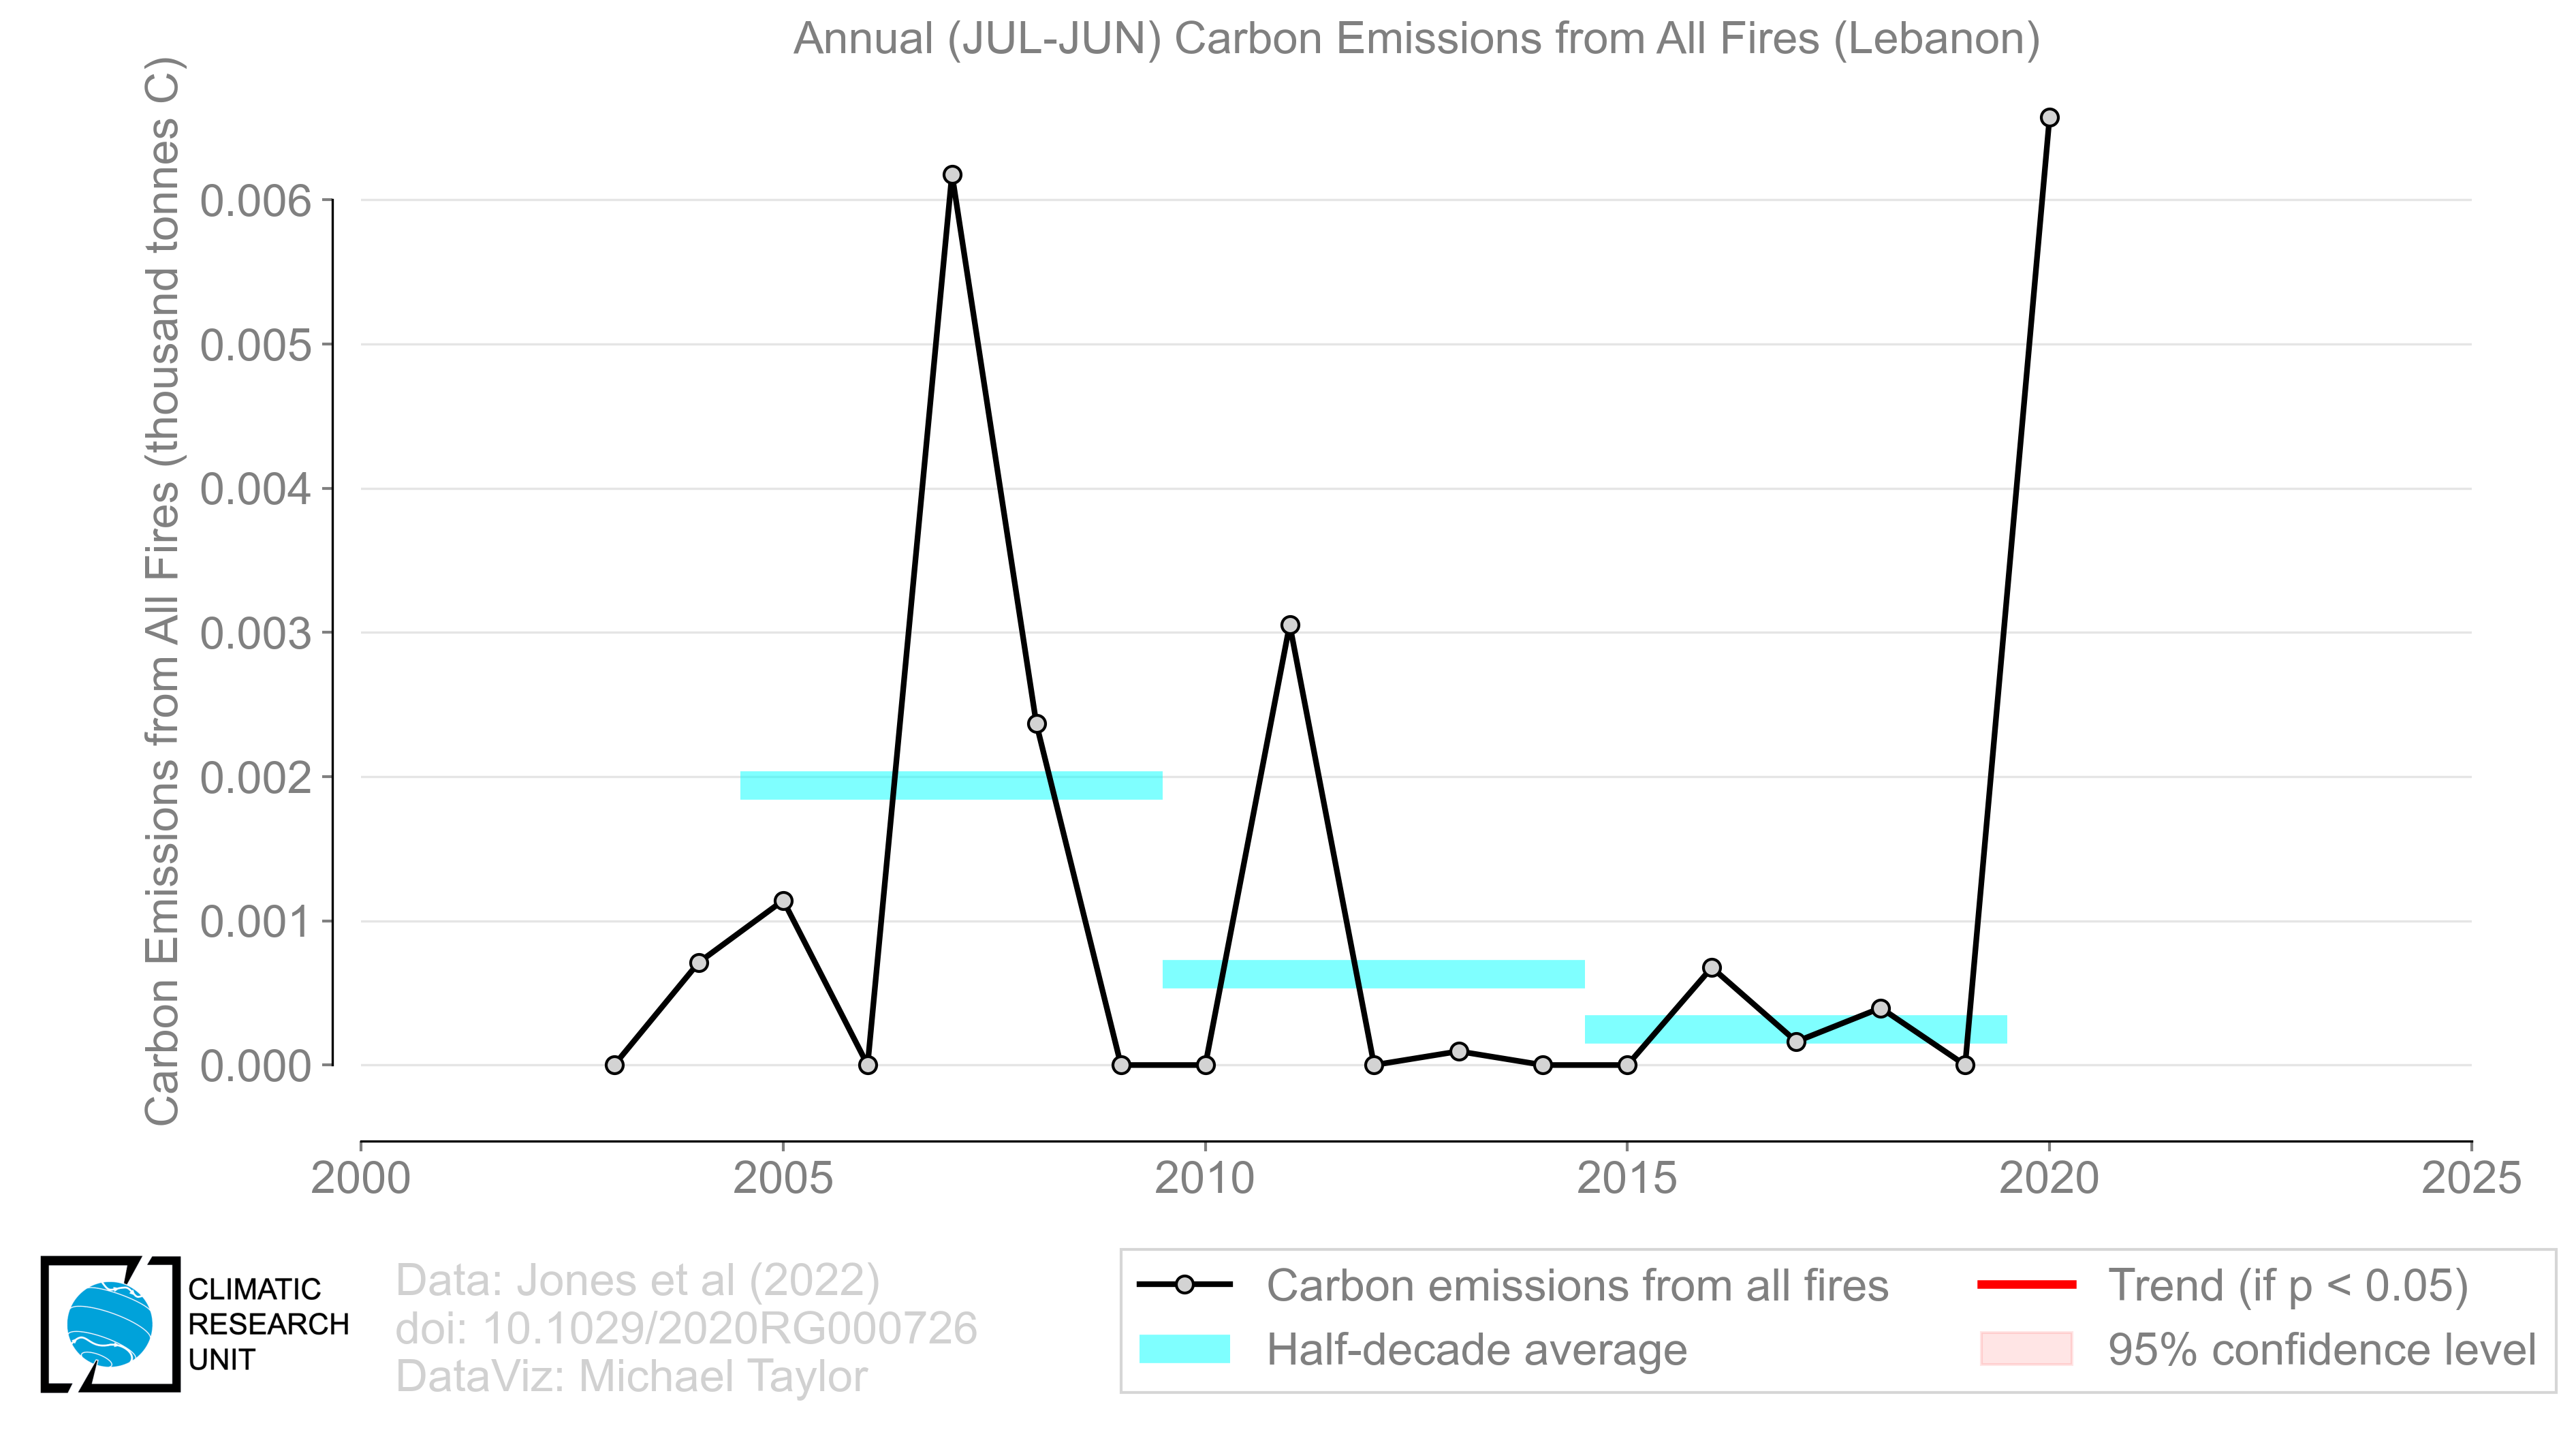 Annual (JUL-JUN) Carbon Emissions from All Fires (Lebanon)
Carbon Emissions from All Fires (thousand tonnes C)
0.006
0.005
0.004
0.003
0.002
0.001
0.000
2000 2005 2010 2015 2020 2025
CLIMATIC
RESEARCH
UNIT
Data: Jones et al (2022)
doi: 10.1029/2020RG000726
DataViz: Michael Taylor
Carbon emissions from all fires
Half-decade average
Trend (if p < 0.05)
95% confidence level